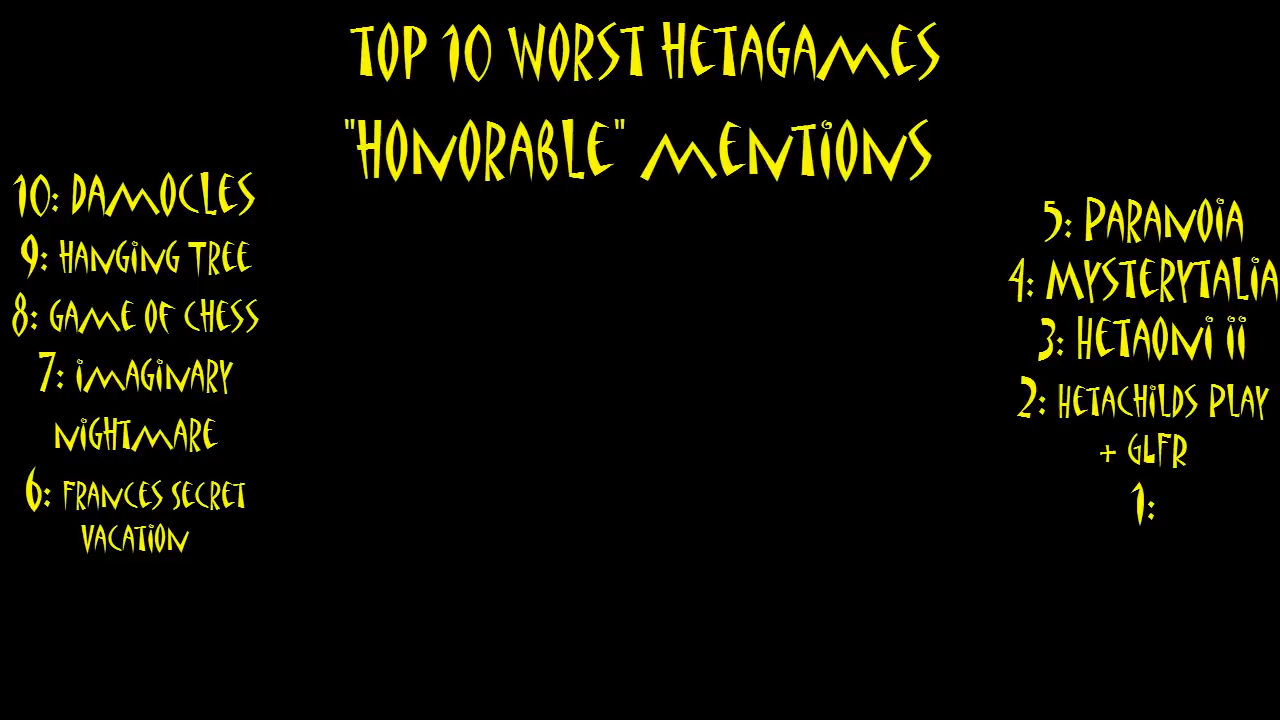 TOP 10 WORST HETAGAMES
"HONORABLE" MENTIONS
10: DAMOCLES
9: HANGING TREE
8: GAME OF CHESS
7: IMAGINARY
NIGHTMARE
6: FRANCES SECRET
VACATION
5: PARANOIA
4: MYSTERYTALIA
3: HETAONI II
2: HETACHILDS PLAY
+ GLFR
1: